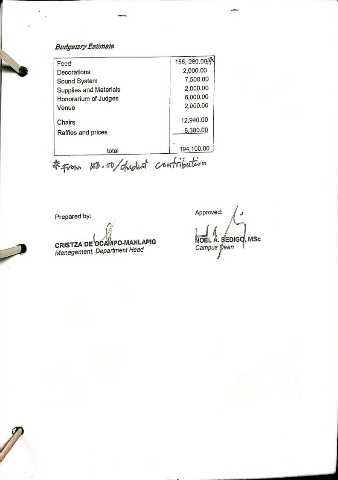 Budgetary Estimate
Food 156, 280.00
Decorations 2,000.00
Sound System 7,500.00
Supplies and Materials 2,000.00
Honorarium of Judges 6,000.00
Venue 2,000.00
Chairs 12,940.00
Raffles and prices 5,380.00
total 194,100.00
* From /student contribution
Prepared by: Approved:
CRISTZA DE OCAMPO-MANLAPIG NOEL A. SEDIGO, MSc
Management, Department Head Campus Dean